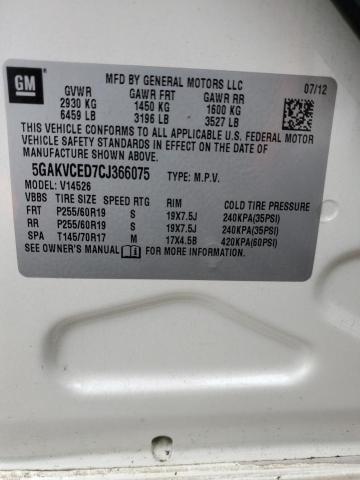 GM
MFD BY GENERAL MOTORS LLC 07/12
GVWR GAWR FRT GAWR RR
2930 KG 1450 KG 1600 KG
6459 LB 3196 LB 3527 LB
THIS VEHICLE CONFORMS TO ALL APPLICABLE U.S. FEDERAL MOTOR
VEHICLE SAFETY STANDARDS IN EFFECT ON THE DATE OF
MANUFACTURE SHOWN ABOVE.
5GAKVCED7CJ366075 TYPE: M.P.V.
MODEL: V14526
VBBS TIRE SIZE SPEED RTG RIM COLD TIRE PRESSURE
FRT P255/60R19 S 19X7.5J 240KPA(35PSI)
RR P255/60R19 S 19X7.5J 240KPA(35PSI)
SPA T145/70R17 M 17X4.5B 420KPA(60PSI)
SEE OWNER'S MANUAL FOR MORE INFORMATION.